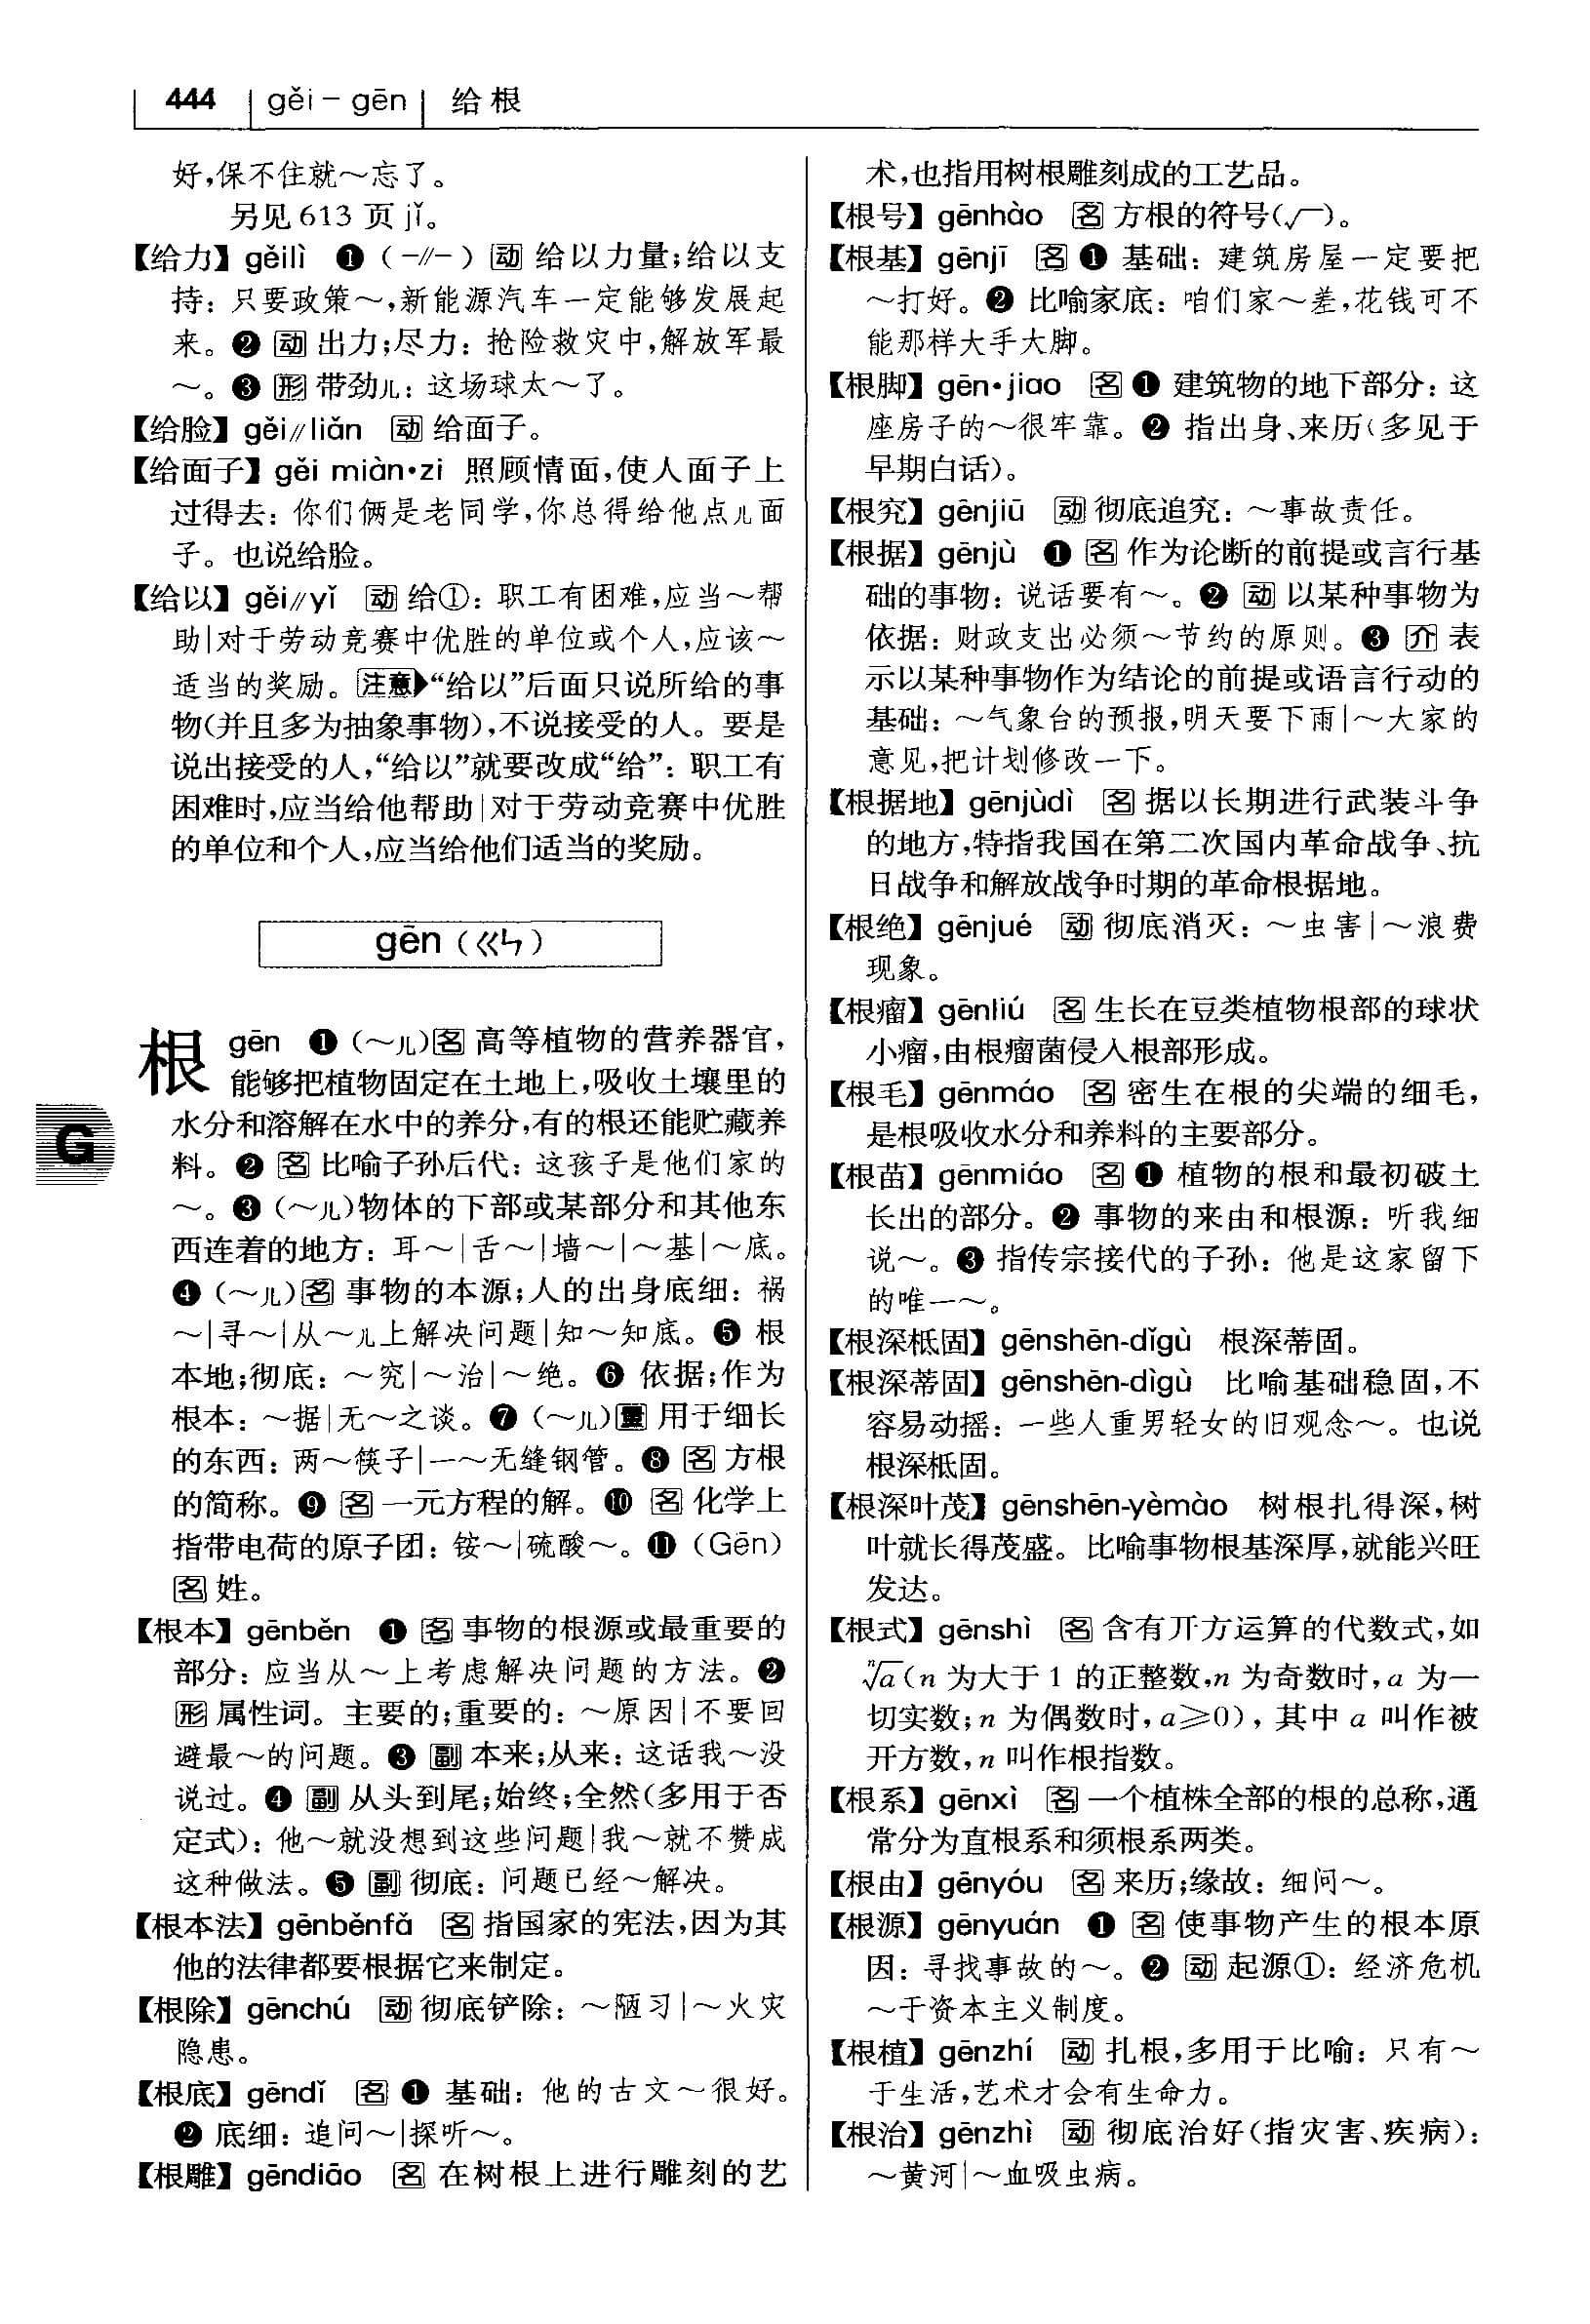 444 gěi – gēn 给 根
好,保不住就～忘了。
另见613 页 jǐ。
【给力】gěilì ❶（-//-）动 给以力量;给以支
持：只要政策～,新能源汽车一定能够发展起
来。❷ 动 出力;尽力：抢险救灾中,解放军最
～。❸ 形 带劲儿：这场球太～了。
【给脸】gěi//liǎn 动 给面子。
【给面子】gěi miàn•zi 照顾情面,使人面子上
过得去：你们俩是老同学,你总得给他点儿面
子。也说给脸。
【给以】gěi//yǐ 动 给①：职工有困难,应当～帮
助|对于劳动竞赛中优胜的单位或个人,应该～
适当的奖励。注意▶“给以”后面只说所给的事
物(并且多为抽象事物),不说接受的人。要是
说出接受的人,“给以”就要改成“给”：职工有
困难时,应当给他帮助|对于劳动竞赛中优胜
的单位和个人,应当给他们适当的奖励。
gēn (ㄍㄣ)
根 gēn ❶ (～儿)名 高等植物的营养器官,
能够把植物固定在土地上,吸收土壤里的
水分和溶解在水中的养分,有的根还能贮藏养
料。❷ 名 比喻子孙后代：这孩子是他们家的
～。❸ (～儿)物体的下部或某部分和其他东
西连着的地方：耳～|舌～|墙～|～基|～底。
❹ (～儿)名 事物的本源;人的出身底细：祸
～|寻～|从～儿上解决问题|知～知底。❺ 根
本地;彻底：～究|～治|～绝。❻ 依据;作为
根本：～据|无～之谈。❼ (～儿)量 用于细长
的东西：两～筷子|一～无缝钢管。❽ 名 方根
的简称。❾ 名 一元方程的解。❿ 名 化学上
指带电荷的原子团：铵～|硫酸～。⓫ (Gēn)
名 姓。
【根本】gēnběn ❶ 名 事物的根源或最重要的
部分：应当从～上考虑解决问题的方法。❷
形 属性词。主要的;重要的：～原因|不要回
避最～的问题。❸ 副 本来;从来：这话我～没
说过。❹ 副 从头到尾;始终;全然(多用于否
定式)：他～就没想到这些问题|我～就不赞成
这种做法。❺ 副 彻底：问题已经～解决。
【根本法】gēnběnfǎ 名 指国家的宪法,因为其
他的法律都要根据它来制定。
【根除】gēnchú 动 彻底铲除：～陋习|～火灾
隐患。
【根底】gēndǐ 名 ❶ 基础：他的古文～很好。
❷ 底细：追问～|探听～。
【根雕】gēndiāo 名 在树根上进行雕刻的艺
术,也指用树根雕刻成的工艺品。
【根号】gēnhào 名 方根的符号(√‾)。
【根基】gēnjī 名 ❶ 基础：建筑房屋一定要把
～打好。❷ 比喻家底：咱们家～差,花钱可不
能那样大手大脚。
【根脚】gēn•jiao 名 ❶ 建筑物的地下部分：这
座房子的～很牢靠。❷ 指出身、来历(多见于
早期白话)。
【根究】gēnjiū 动 彻底追究：～事故责任。
【根据】gēnjù ❶ 名 作为论断的前提或言行基
础的事物：说话要有～。❷ 动 以某种事物为
依据：财政支出必须～节约的原则。❸ 介 表
示以某种事物作为结论的前提或语言行动的
基础：～气象台的预报,明天要下雨|～大家的
意见,把计划修改一下。
【根据地】gēnjùdì 名 据以长期进行武装斗争
的地方,特指我国在第二次国内革命战争、抗
日战争和解放战争时期的革命根据地。
【根绝】gēnjué 动 彻底消灭：～虫害|～浪费
现象。
【根瘤】gēnliú 名 生长在豆类植物根部的球状
小瘤,由根瘤菌侵入根部形成。
【根毛】gēnmáo 名 密生在根的尖端的细毛,
是根吸收水分和养料的主要部分。
【根苗】gēnmiáo 名 ❶ 植物的根和最初破土
长出的部分。❷ 事物的来由和根源：听我细
说～。❸ 指传宗接代的子孙：他是这家留下
的唯一～。
【根深柢固】gēnshēn-dǐgù 根深蒂固。
【根深蒂固】gēnshēn-dìgù 比喻基础稳固,不
容易动摇：一些人重男轻女的旧观念～。也说
根深柢固。
【根深叶茂】gēnshēn-yèmào 树根扎得深,树
叶就长得茂盛。比喻事物根基深厚,就能兴旺
发达。
【根式】gēnshì 名 含有开方运算的代数式,如
ⁿ√a(n 为大于 1 的正整数,n 为奇数时,a 为一
切实数;n 为偶数时,a≥0),其中 a 叫作被
开方数,n 叫作根指数。
【根系】gēnxì 名 一个植株全部的根的总称,通
常分为直根系和须根系两类。
【根由】gēnyóu 名 来历;缘故：细问～。
【根源】gēnyuán ❶ 名 使事物产生的根本原
因：寻找事故的～。❷ 动 起源①：经济危机
～于资本主义制度。
【根植】gēnzhí 动 扎根,多用于比喻：只有～
于生活,艺术才会有生命力。
【根治】gēnzhì 动 彻底治好(指灾害、疾病)：
～黄河|～血吸虫病。
G